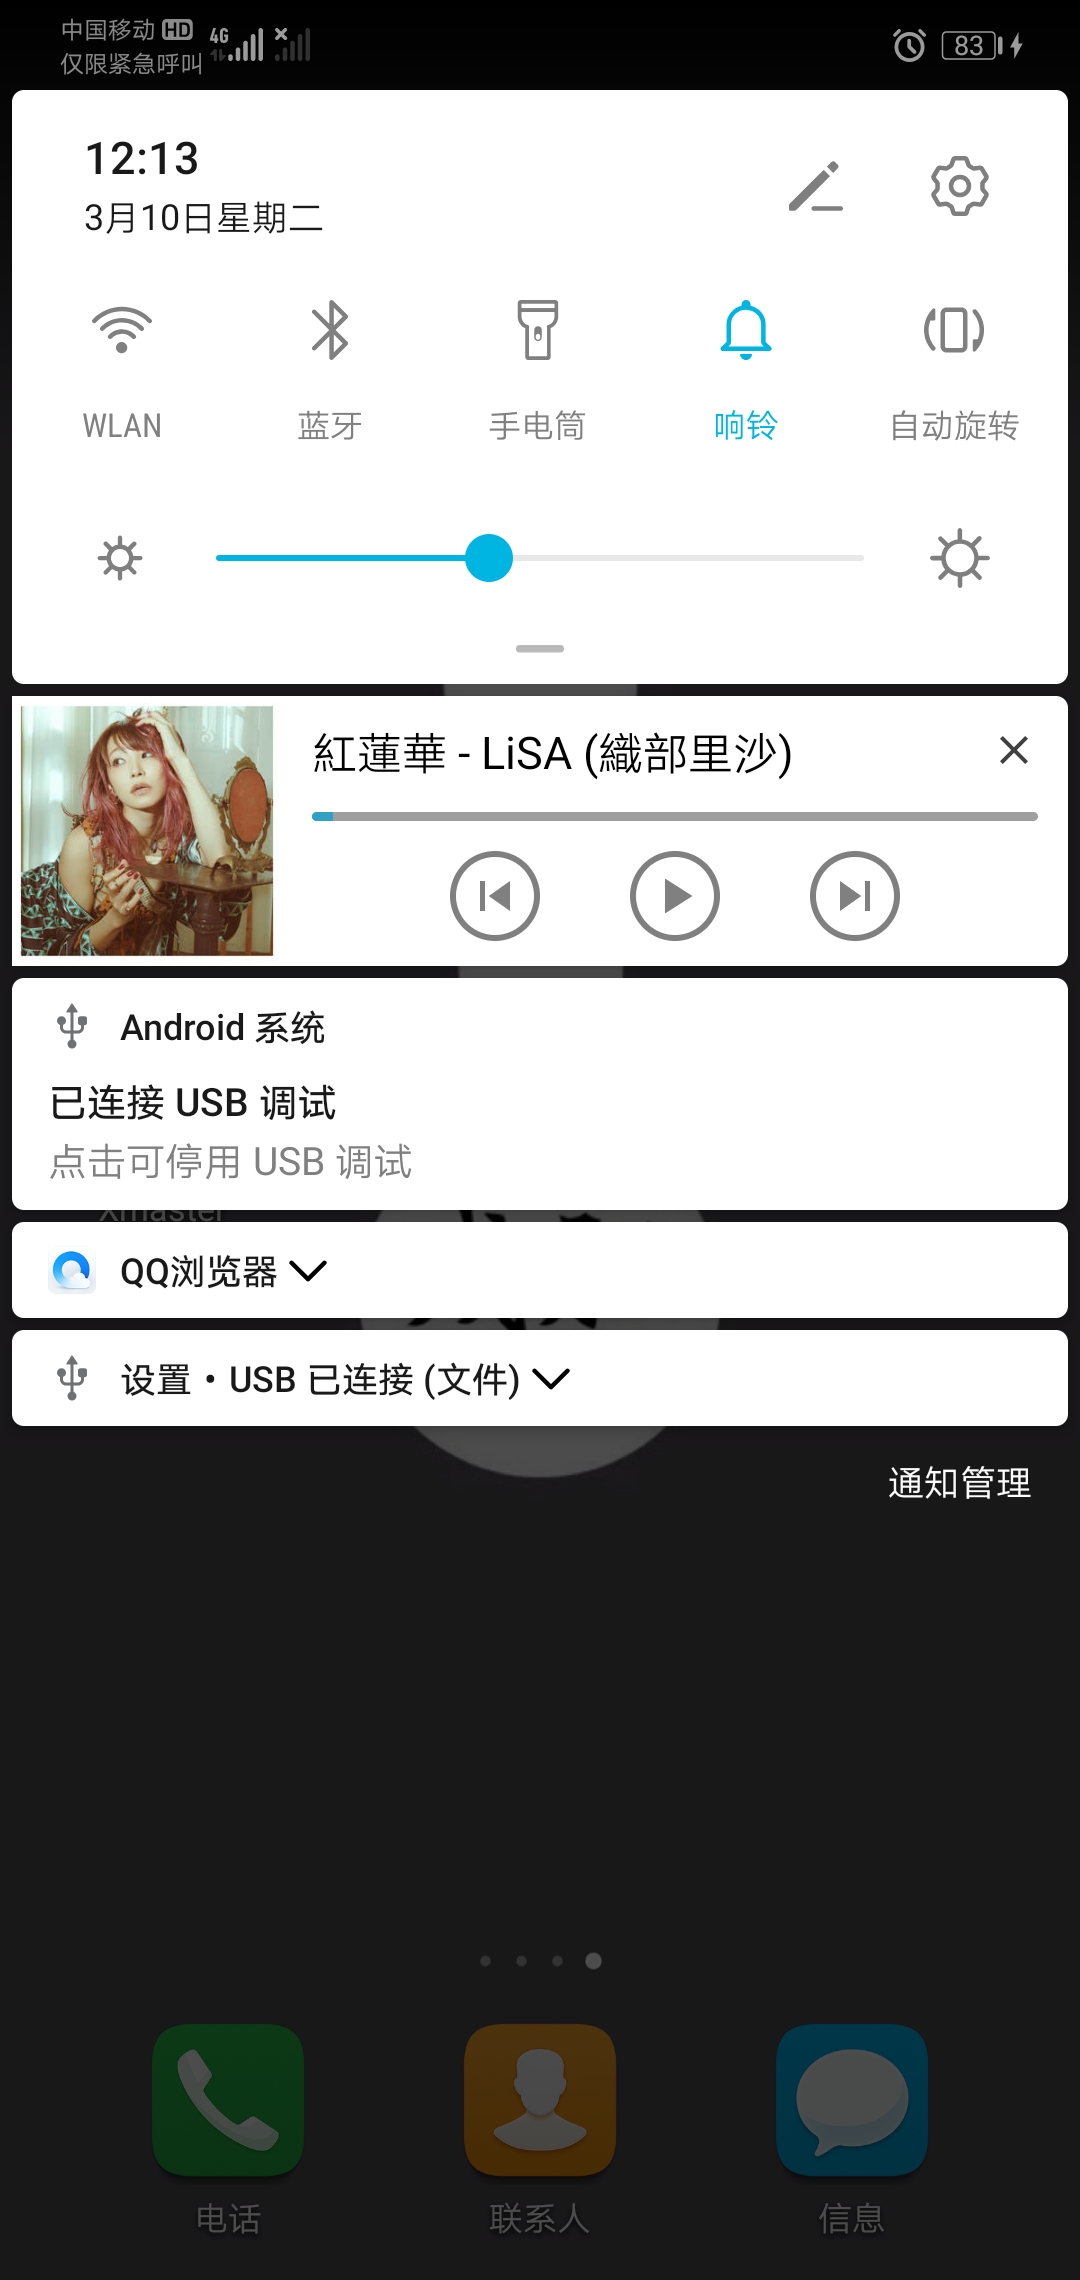 中国移动 HD 4G
仅限紧急呼叫
83
12:13
3月10日星期二
WLAN
蓝牙
手电筒
响铃
自动旋转
紅蓮華 - LiSA (織部里沙)
Android 系统
已连接 USB 调试
点击可停用 USB 调试
Xmaster
QQ浏览器
设置 • USB 已连接 (文件)
通知管理
电话
联系人
信息